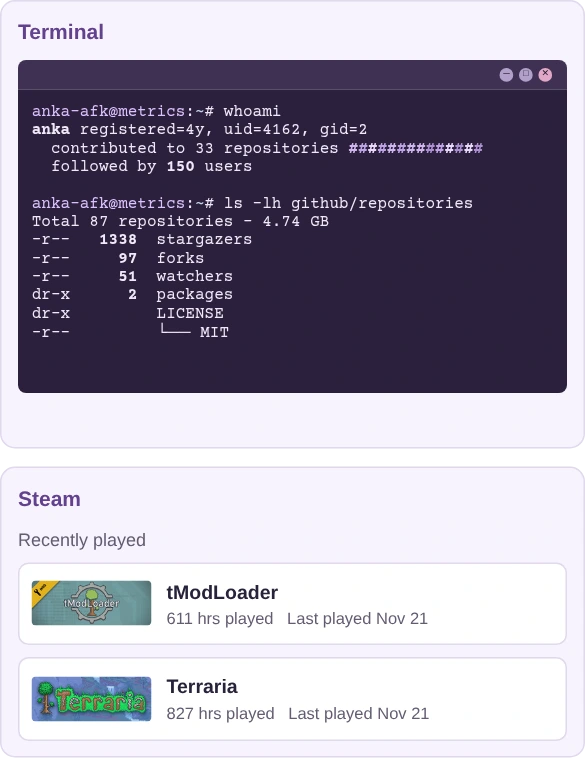 Terminal
anka-afk@metrics:~# whoami
anka registered=4y, uid=4162, gid=2
  contributed to 33 repositories ##############
  followed by 150 users
anka-afk@metrics:~# ls -lh github/repositories
Total 87 repositories - 4.74 GB
-r--   1338  stargazers
-r--     97  forks
-r--     51  watchers
dr-x      2  packages
dr-x         LICENSE
-r--         └── MIT
Steam
Recently played
tModLoader
tModLoader
611 hrs played   Last played Nov 21
Terraria
Terraria
827 hrs played   Last played Nov 21